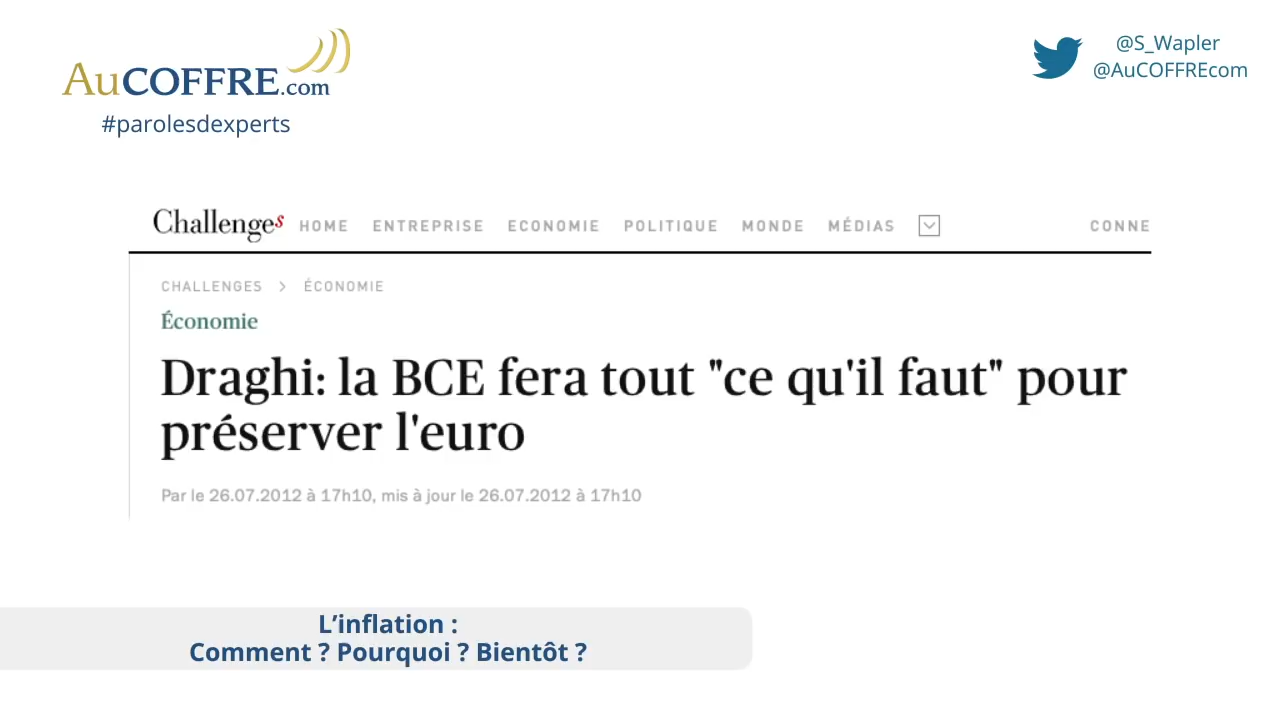 AuCOFFRE.com
#parolesdexperts
@S_Wapler
@AuCOFFREcom
Challenges HOME ENTREPRISE ECONOMIE POLITIQUE MONDE MÉDIAS CONNE
CHALLENGES > ÉCONOMIE
Économie
Draghi: la BCE fera tout "ce qu'il faut" pour
préserver l'euro
Par le 26.07.2012 à 17h10, mis à jour le 26.07.2012 à 17h10
L’inflation :
Comment ? Pourquoi ? Bientôt ?